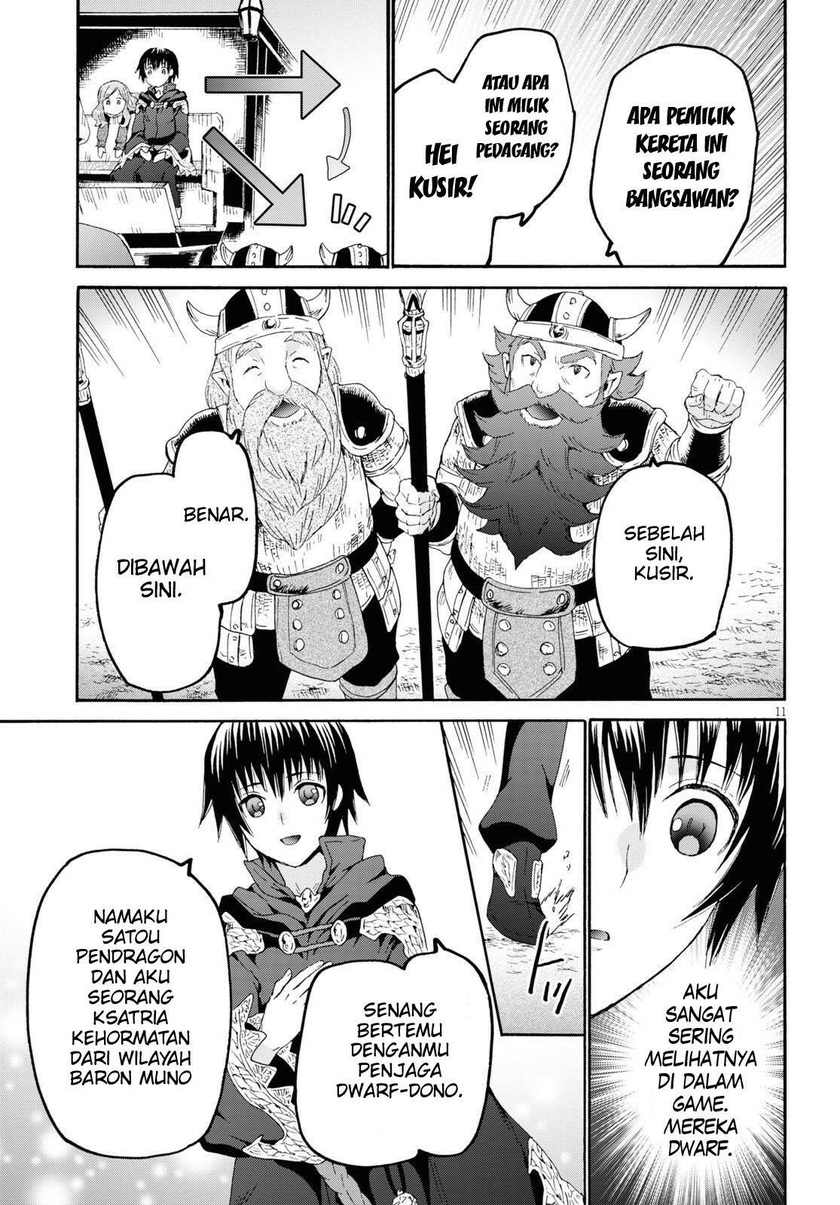 APA PEMILIK
KERETA INI
SEORANG
BANGSAWAN?
ATAU APA
INI MILIK
SEORANG
PEDAGANG?
HEI
KUSIR!
SEBELAH
SINI,
KUSIR.
BENAR.
DIBAWAH
SINI.
11
AKU
SANGAT
SERING
MELIHATNYA
DI DALAM
GAME.
MEREKA
DWARF.
トッ
SENANG
BERTEMU
DENGANMU
PENJAGA
DWARF-DONO.
NAMAKU
SATOU
PENDRAGON
DAN AKU
SEORANG
KSATRIA
KEHORMATAN
DARI WILAYAH
BARON MUNO